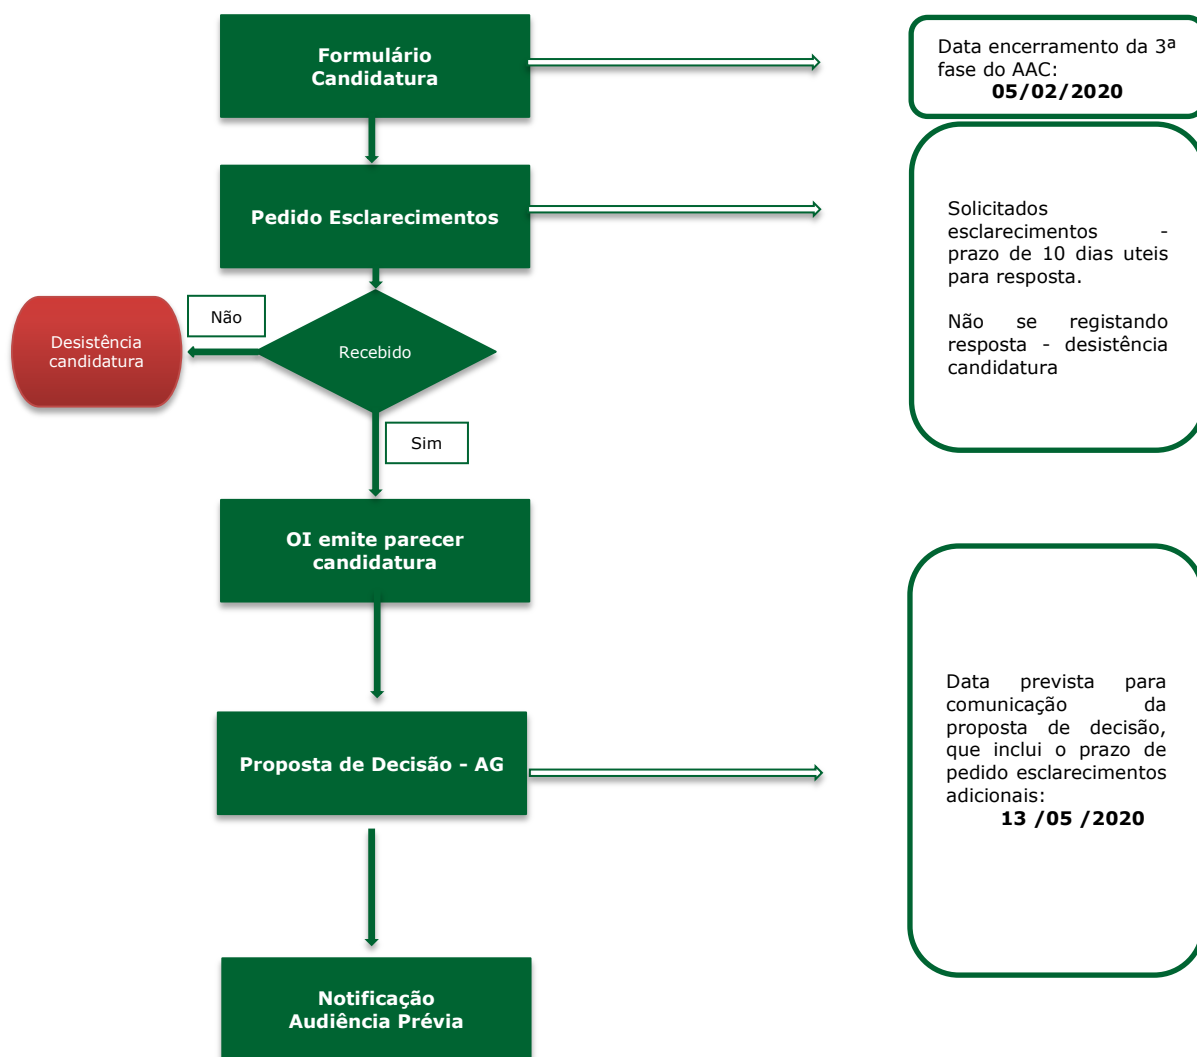 Formulário
Candidatura
Data encerramento da 3ª
fase do AAC:
05/02/2020
Pedido Esclarecimentos
Solicitados
esclarecimentos -
prazo de 10 dias uteis
para resposta.
Não se registando
resposta - desistência
candidatura
Não
Desistência
candidatura
Recebido
Sim
OI emite parecer
candidatura
Proposta de Decisão – AG
Data prevista para
comunicação da
proposta de decisão,
que inclui o prazo de
pedido esclarecimentos
adicionais:
13 /05 /2020
Notificação
Audiência Prévia